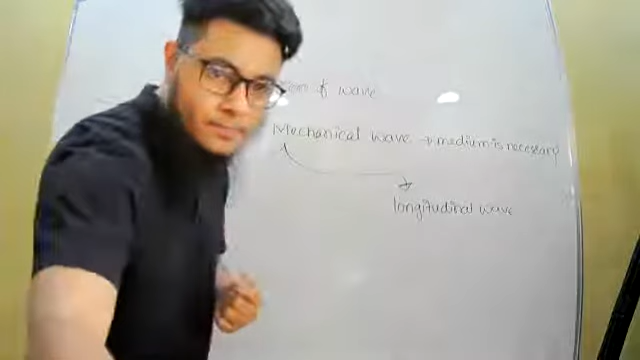 of wave
Mechanical wave → medium is necessary
longitudinal wave